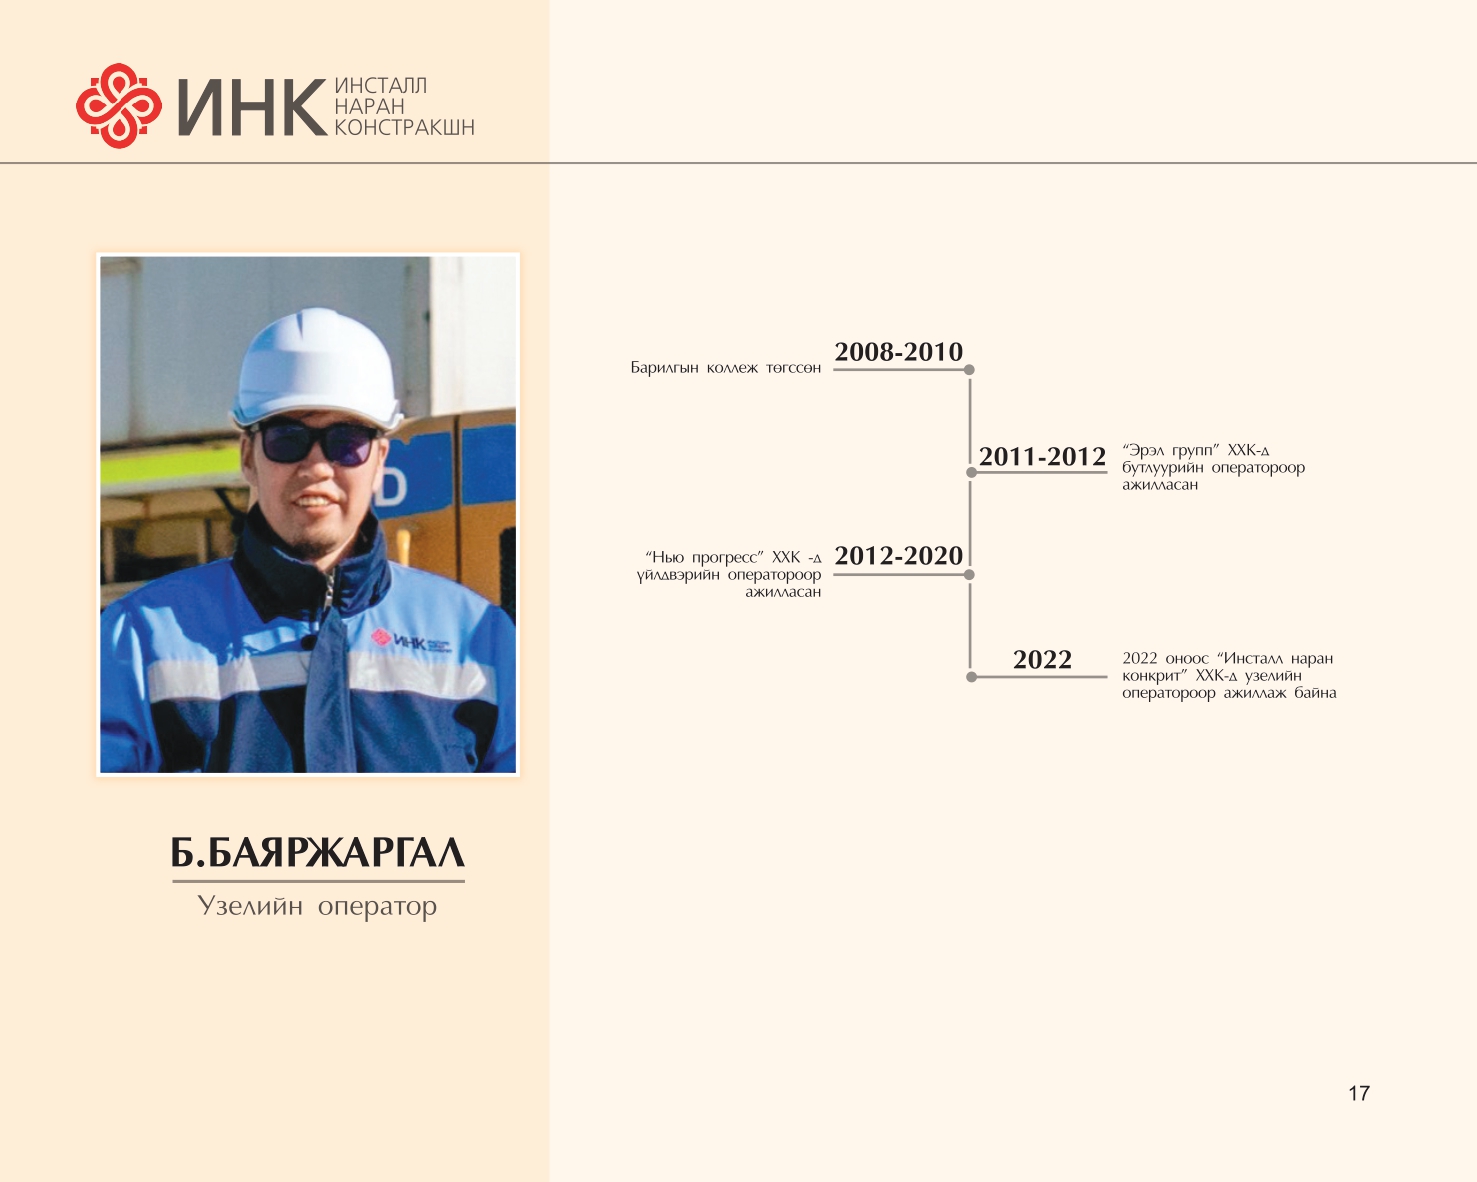 ИНК
ИНСТАЛЛ
НАРАН
КОНСТРАКШН
D
ИНК
Б.БАЯРЖАРГАЛ
Узелийн оператор
2008-2010
Барилгын коллеж төгссөн
2011-2012
“Эрэл групп” ХХК-д
бутлуурийн оператороор
ажилласан
2012-2020
“Нью прогресс” ХХК -д
үйлдвэрийн оператороор
ажилласан
2022
2022 оноос “Инсталл наран
конкрит” ХХК-д узелийн
оператороор ажиллаж байна
17